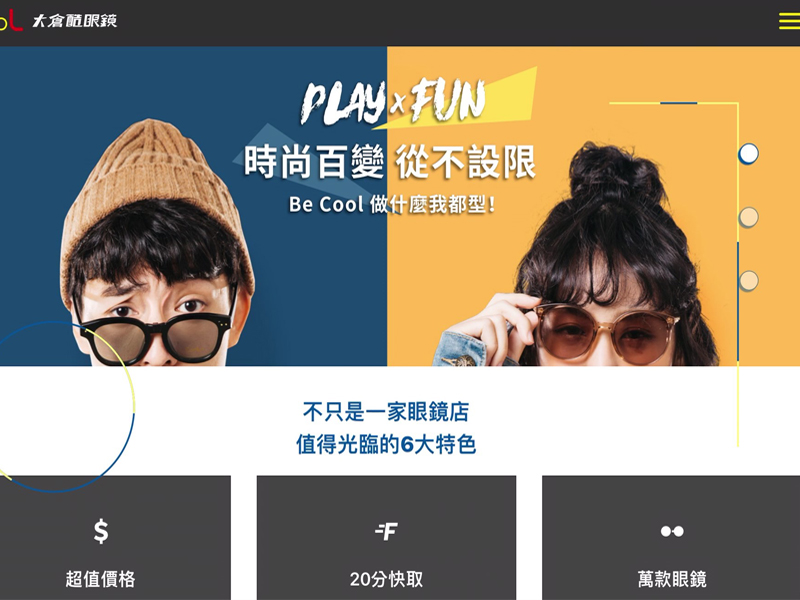 oL 大倉酷眼鏡
PLAY x FUN
時尚百變 從不設限
Be Cool 做什麼我都型!
不只是一家眼鏡店
值得光臨的6大特色
$
F
超值價格
20分快取
萬款眼鏡